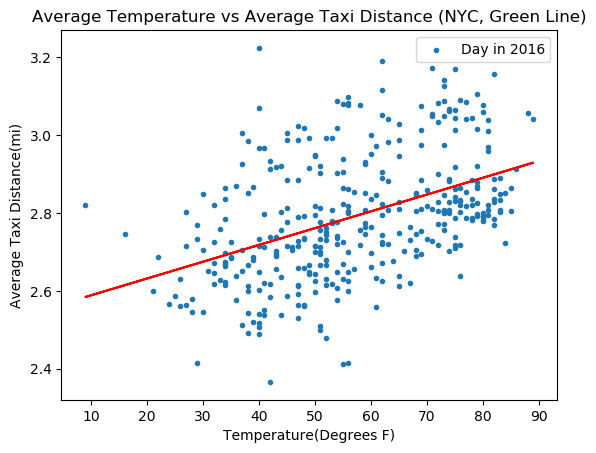 Average Temperature vs Average Taxi Distance (NYC, Green Line)
Day in 2016
3.2
3.0
2.8
2.6
2.4
Average Taxi Distance(mi)
10 20 30 40 50 60 70 80 90
Temperature(Degrees F)